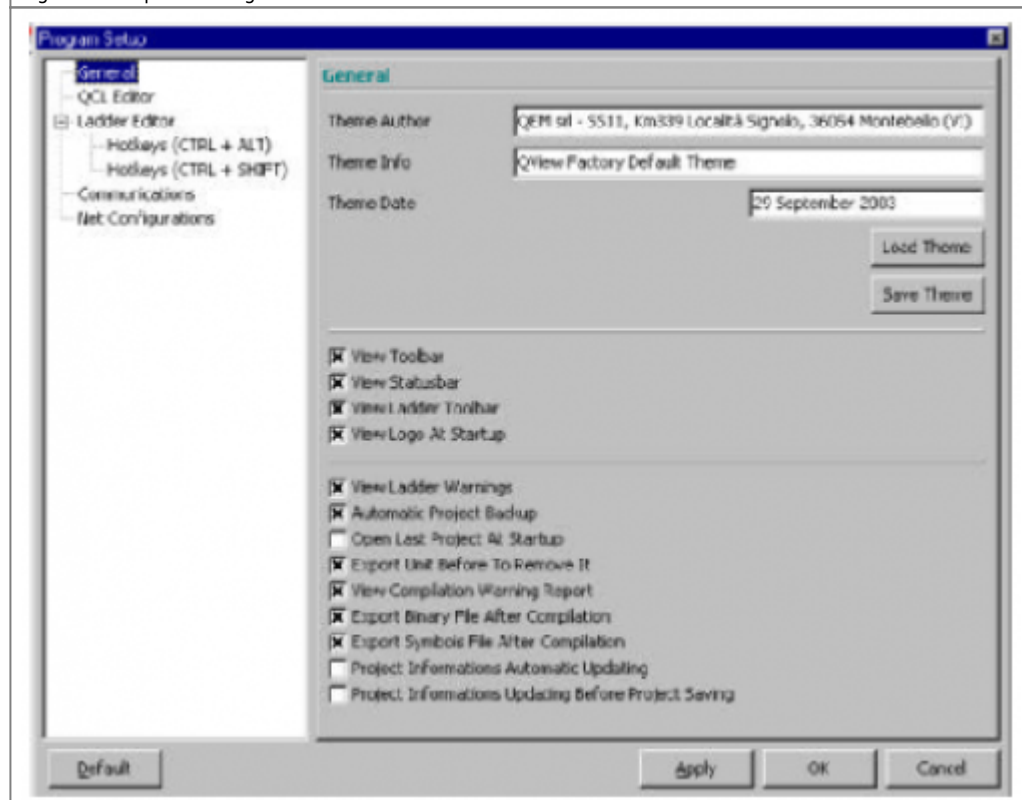 Program Setup
General
QCL Editor
Ladder Editor
Hotkeys (CTRL + ALT)
Hotkeys (CTRL + SHIFT)
Communications
Net Configurations
General
Theme Author
QEM srl - S511, Km339 Località Signolo, 36054 Montebello (VI)
Theme Info
QView Factory Default Theme
Theme Date
29 September 2003
Load Theme
Save Theme
View Toolbar
View Statusbar
View Ladder Toolbar
View Logo At Startup
View Ladder Warnings
Automatic Project Backup
Open Last Project At Startup
Export Unit Before To Remove It
View Compilation Warning Report
Export Binary File After Compilation
Export Symbols File After Compilation
Project Informations Automatic Updating
Project Informations Updating Before Project Saving
Default
Apply
OK
Cancel